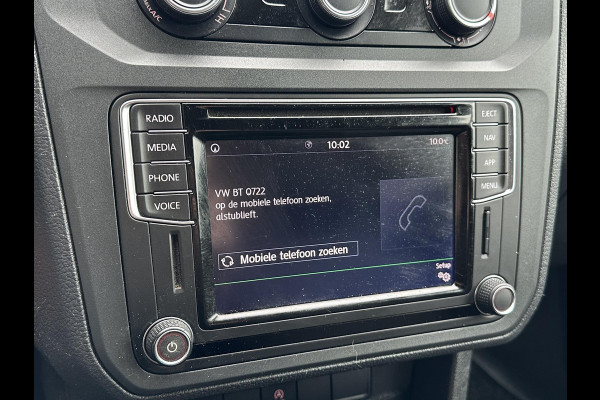 A/C
HI
RADIO
MEDIA
PHONE
VOICE
EJECT
NAV
APP
MENU
10:02
10.0°C
VW BT 0722
op de mobiele telefoon zoeken,
alstublieft.
Mobiele telefoon zoeken
Setup